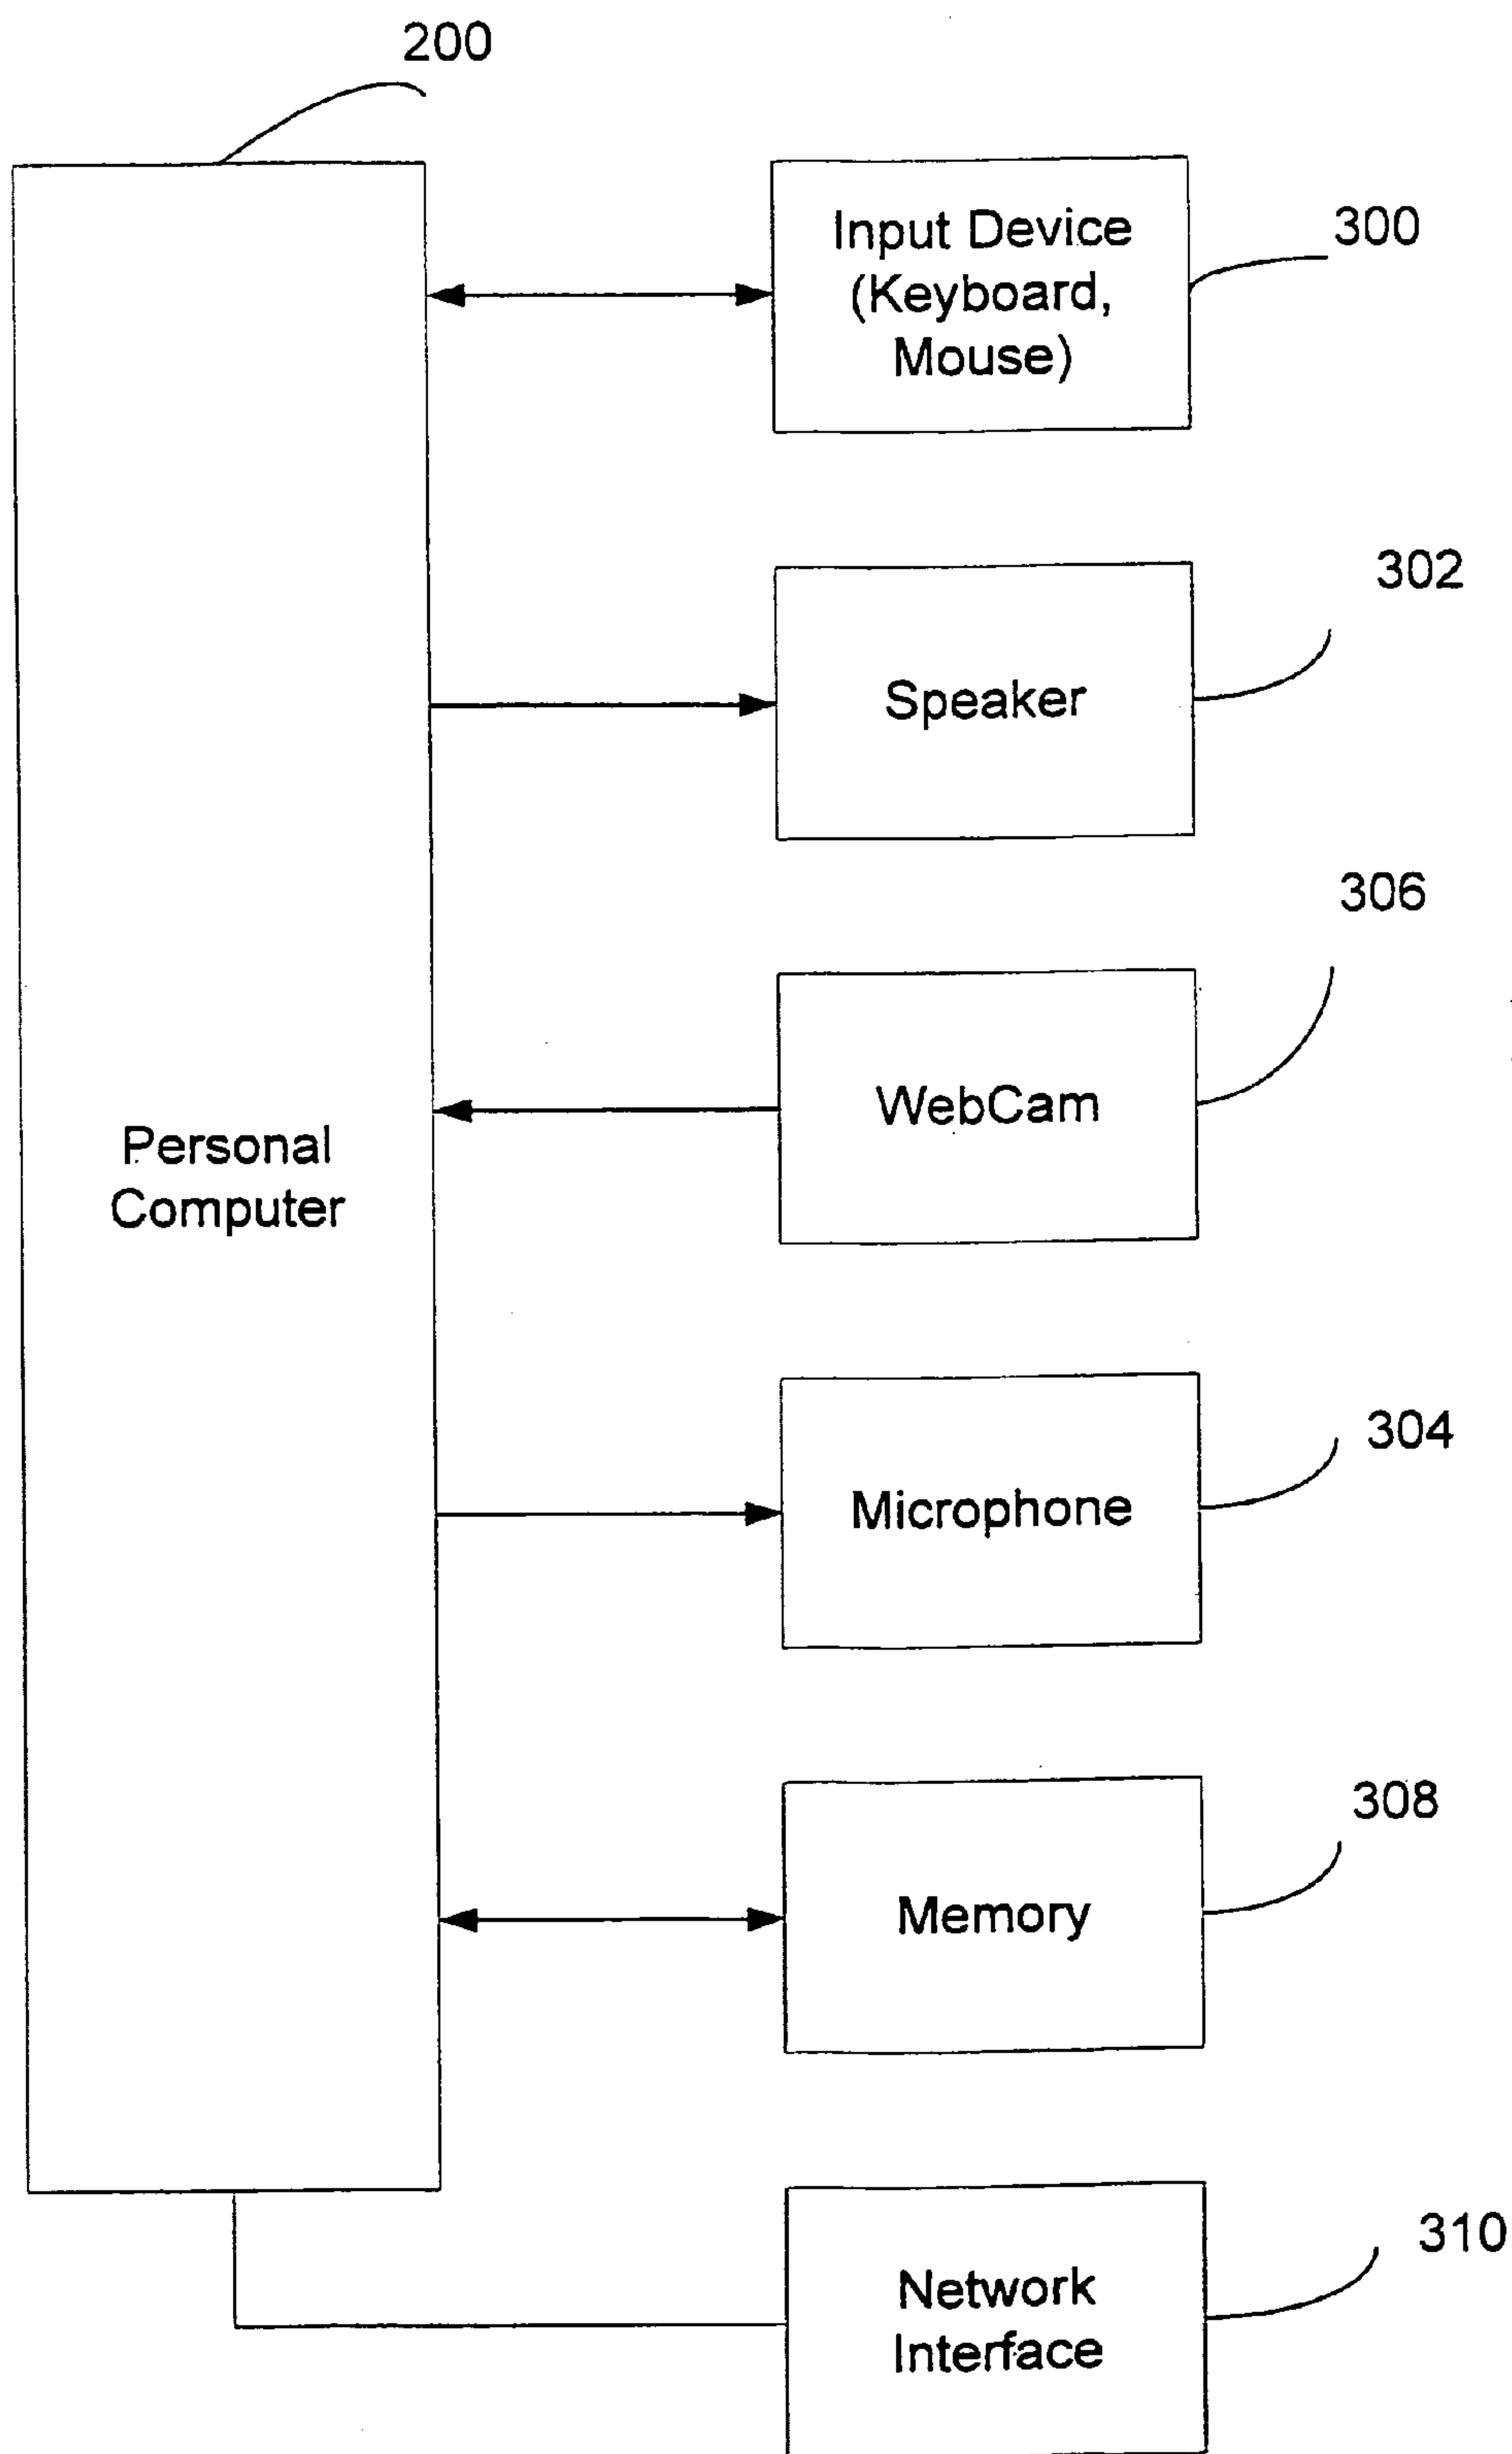 200
Input Device
(Keyboard,
Mouse)
300
302
Speaker
306
WebCam
Personal
Computer
304
Microphone
308
Memory
310
Network
Interface